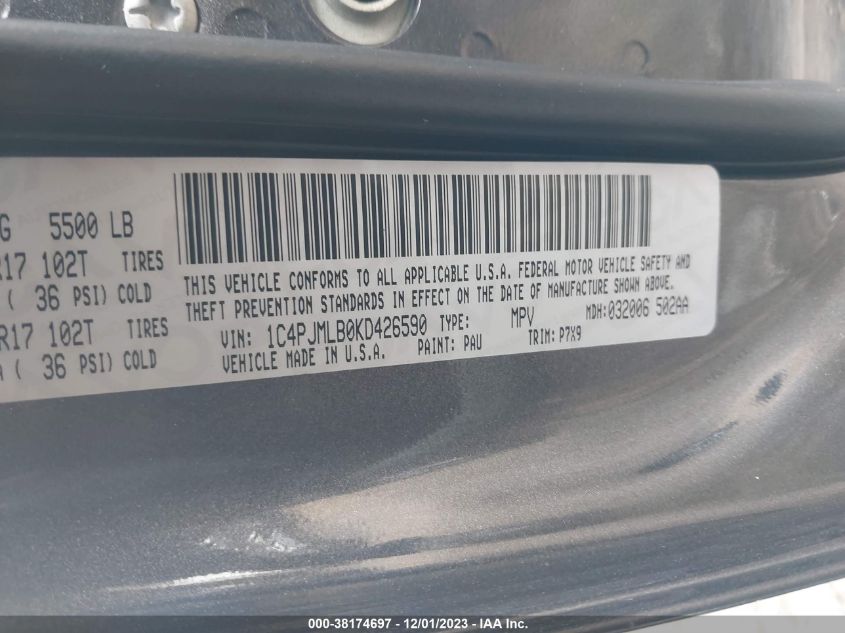 G 5500 LB
R17 102T TIRES
( 36 PSI) COLD
R17 102T TIRES
A ( 36 PSI) COLD
THIS VEHICLE CONFORMS TO ALL APPLICABLE U.S.A. FEDERAL MOTOR VEHICLE SAFETY AND
THEFT PREVENTION STANDARDS IN EFFECT ON THE DATE OF MANUFACTURE SHOWN ABOVE.
VIN: 1C4PJMLB0KD426590 TYPE: MPV MDH:032006 502AA
VEHICLE MADE IN U.S.A. PAINT: PAU TRIM: P7X9
000-38174697 - 12/01/2023 - IAA Inc.